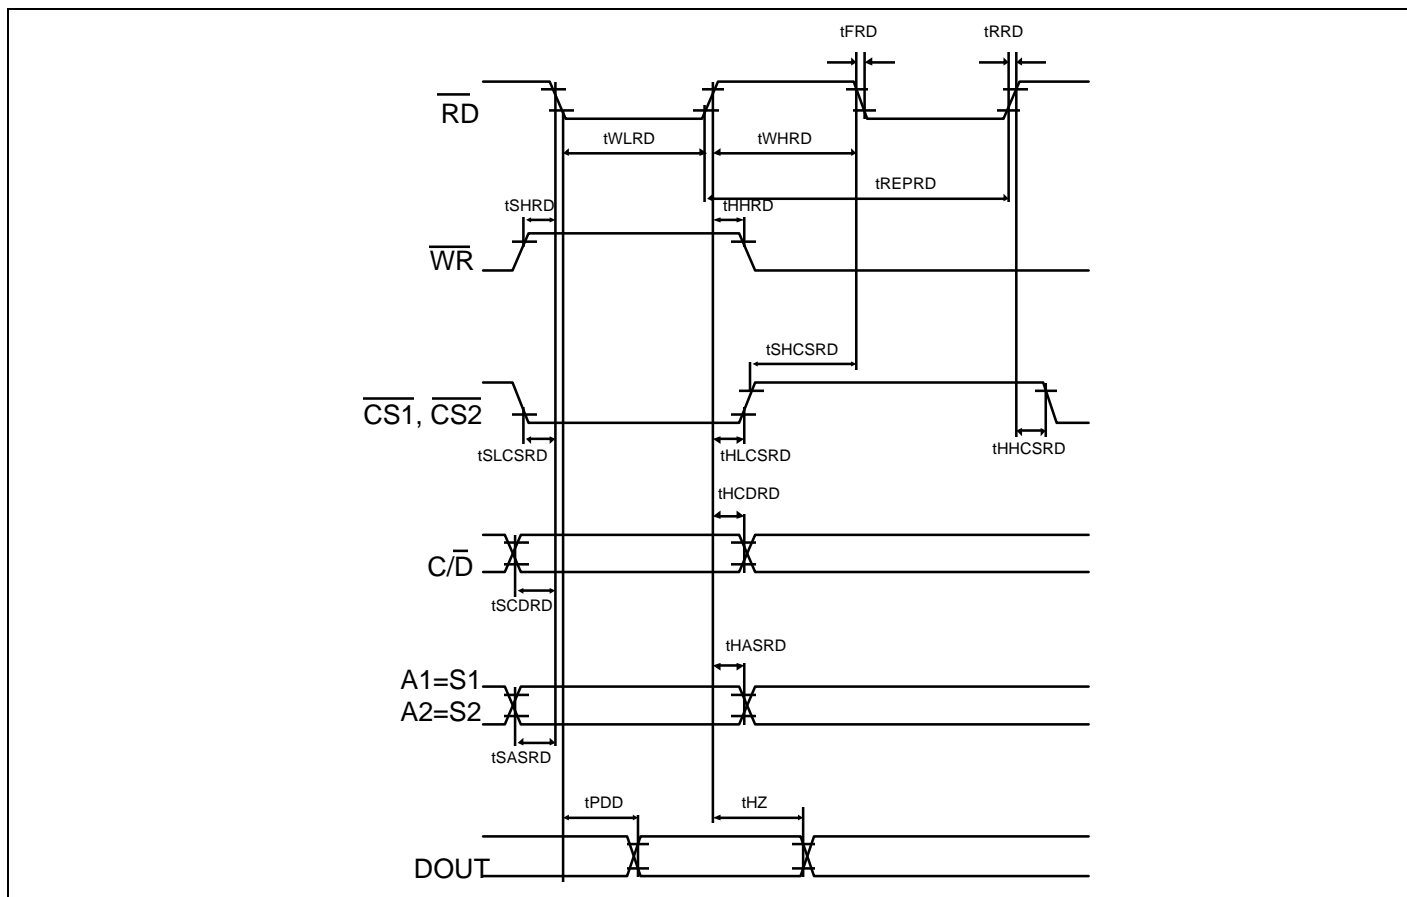 tFRD
tRRD
RD
tWLRD
tWHRD
tREPRD
tSHRD
tHHRD
WR
tSHCSRD
CS1, CS2
tSLCSRD
tHLCSRD
tHHCSRD
tHCDRD
C/D
tSCDRD
tHASRD
A1=S1
A2=S2
tSASRD
tPDD
tHZ
DOUT